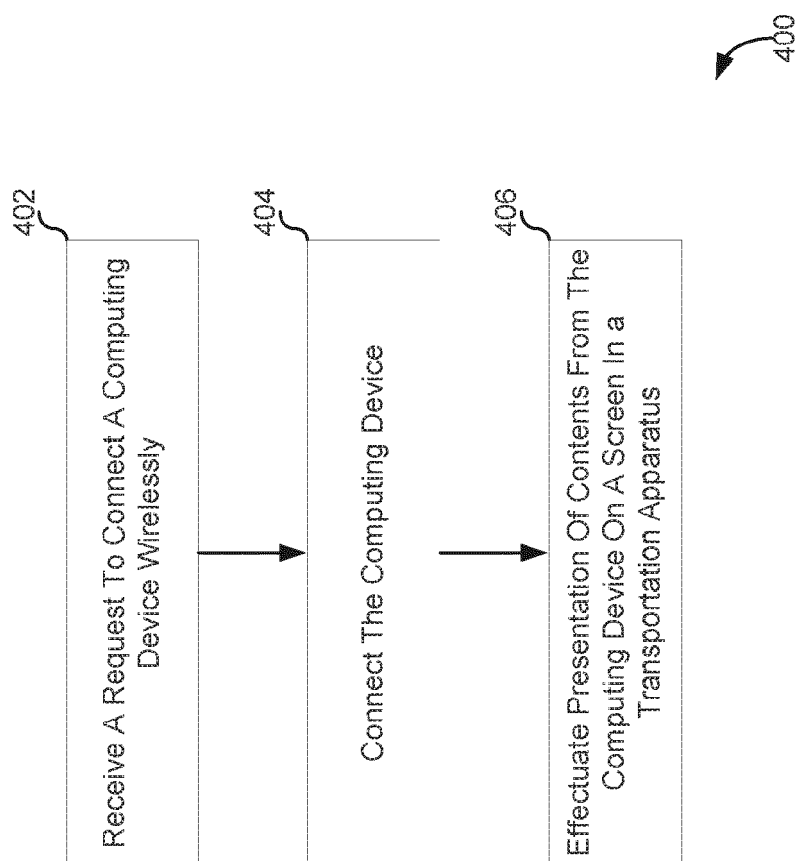 400
402
Receive A Request To Connect A Computing
Device Wirelessly
404
Connect The Computing Device
406
Effectuate Presentation Of Contents From The
Computing Device On A Screen In a
Transportation Apparatus